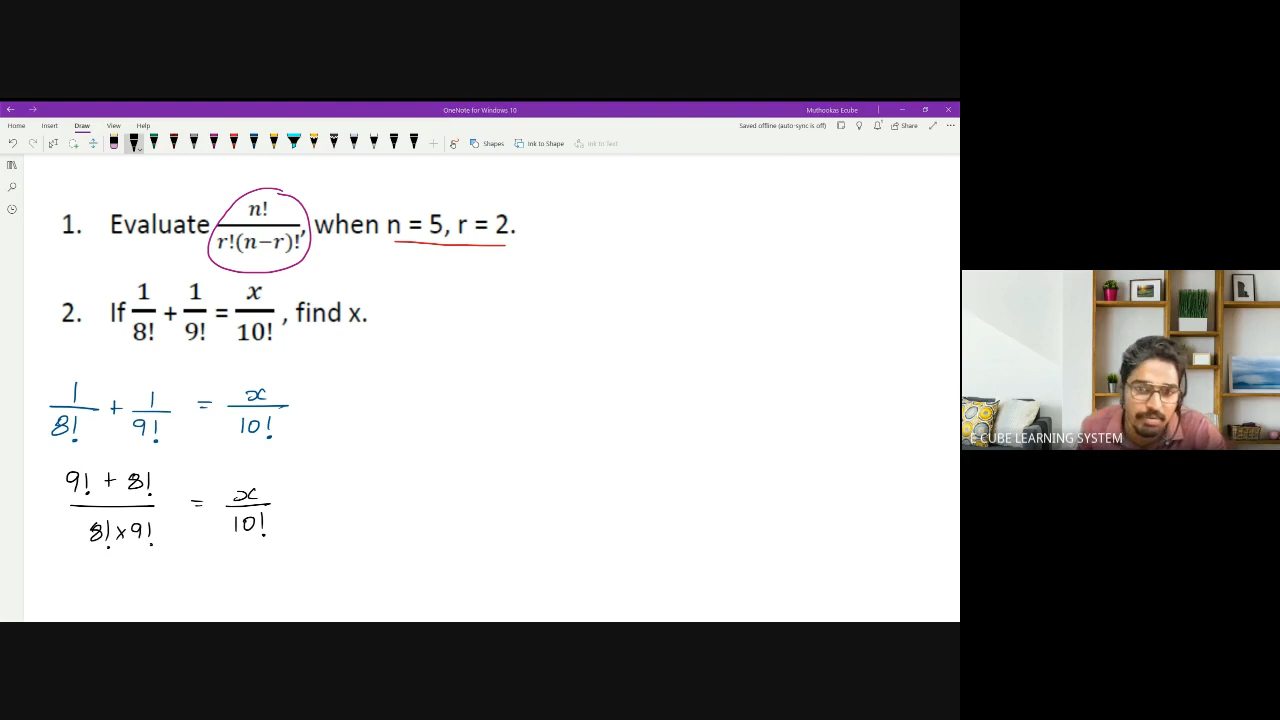 OneNote for Windows 10
Muthookas Ecube
Home Insert Draw View Help
Saved offline (auto-sync is off)
Share
Shapes
Ink to Shape
Ink to Text
1. Evaluate n!/(r!(n−r)!), when n = 5, r = 2.
2. If 1/8! + 1/9! = x/10! , find x.
1/8! + 1/9! = x/10!
(9! + 8!)/(8! × 9!) = x/10!
E CUBE LEARNING SYSTEM